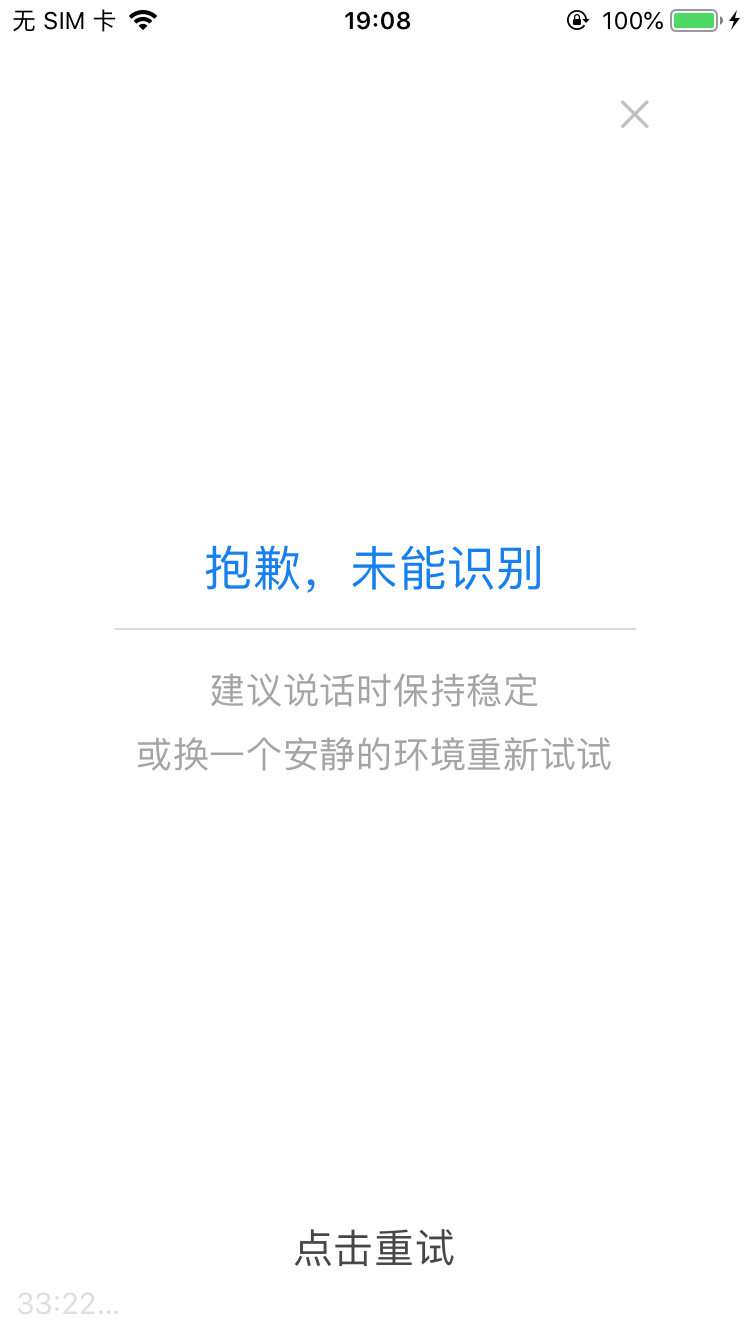 无 SIM 卡
19:08
100%
抱歉，未能识别
建议说话时保持稳定
或换一个安静的环境重新试试
点击重试
33:22...